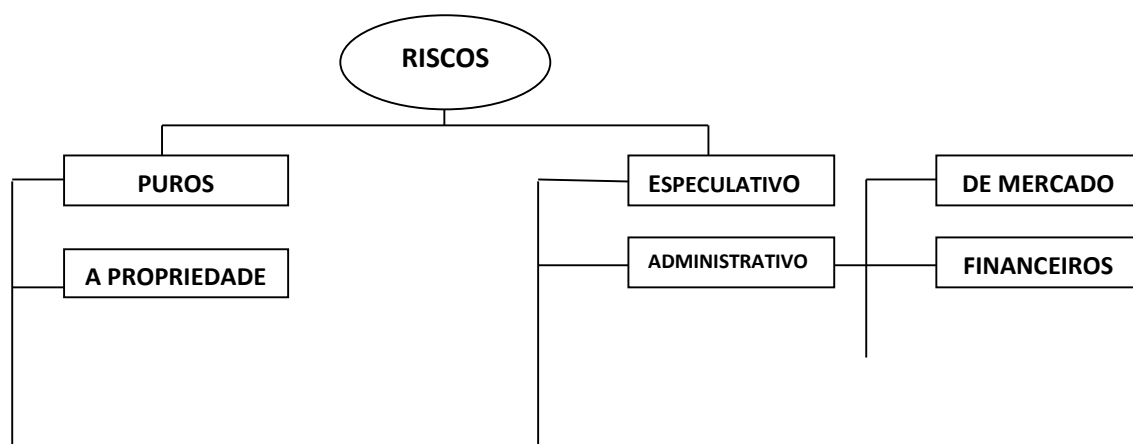 RISCOS
PUROS
ESPECULATIVO
DE MERCADO
A PROPRIEDADE
ADMINISTRATIVO
FINANCEIROS